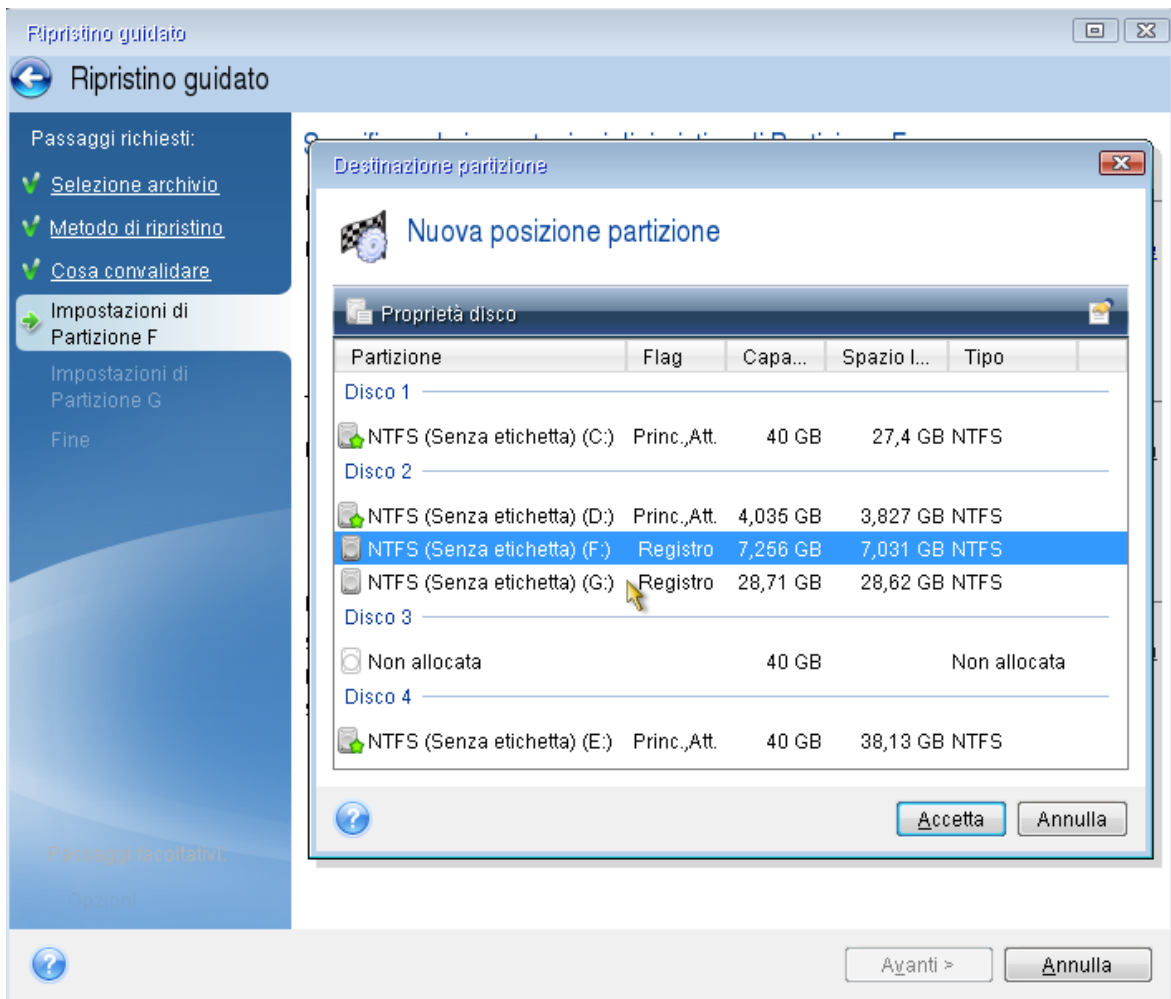 Ripristino guidato
Ripristino guidato
Passaggi richiesti:
Selezione archivio
Metodo di ripristino
Cosa convalidare
Impostazioni di
Partizione F
Impostazioni di
Partizione G
Fine
Passaggi facoltativi:
Opzioni
Destinazione partizione
Nuova posizione partizione
Proprietà disco
Partizione Flag Capa... Spazio l... Tipo
Disco 1
NTFS (Senza etichetta) (C:) Princ.,Att. 40 GB 27,4 GB NTFS
Disco 2
NTFS (Senza etichetta) (D:) Princ.,Att. 4,035 GB 3,827 GB NTFS
NTFS (Senza etichetta) (F:) Registro 7,256 GB 7,031 GB NTFS
NTFS (Senza etichetta) (G:) Registro 28,71 GB 28,62 GB NTFS
Disco 3
Non allocata 40 GB Non allocata
Disco 4
NTFS (Senza etichetta) (E:) Princ.,Att. 40 GB 38,13 GB NTFS
Accetta Annulla
Avanti > Annulla